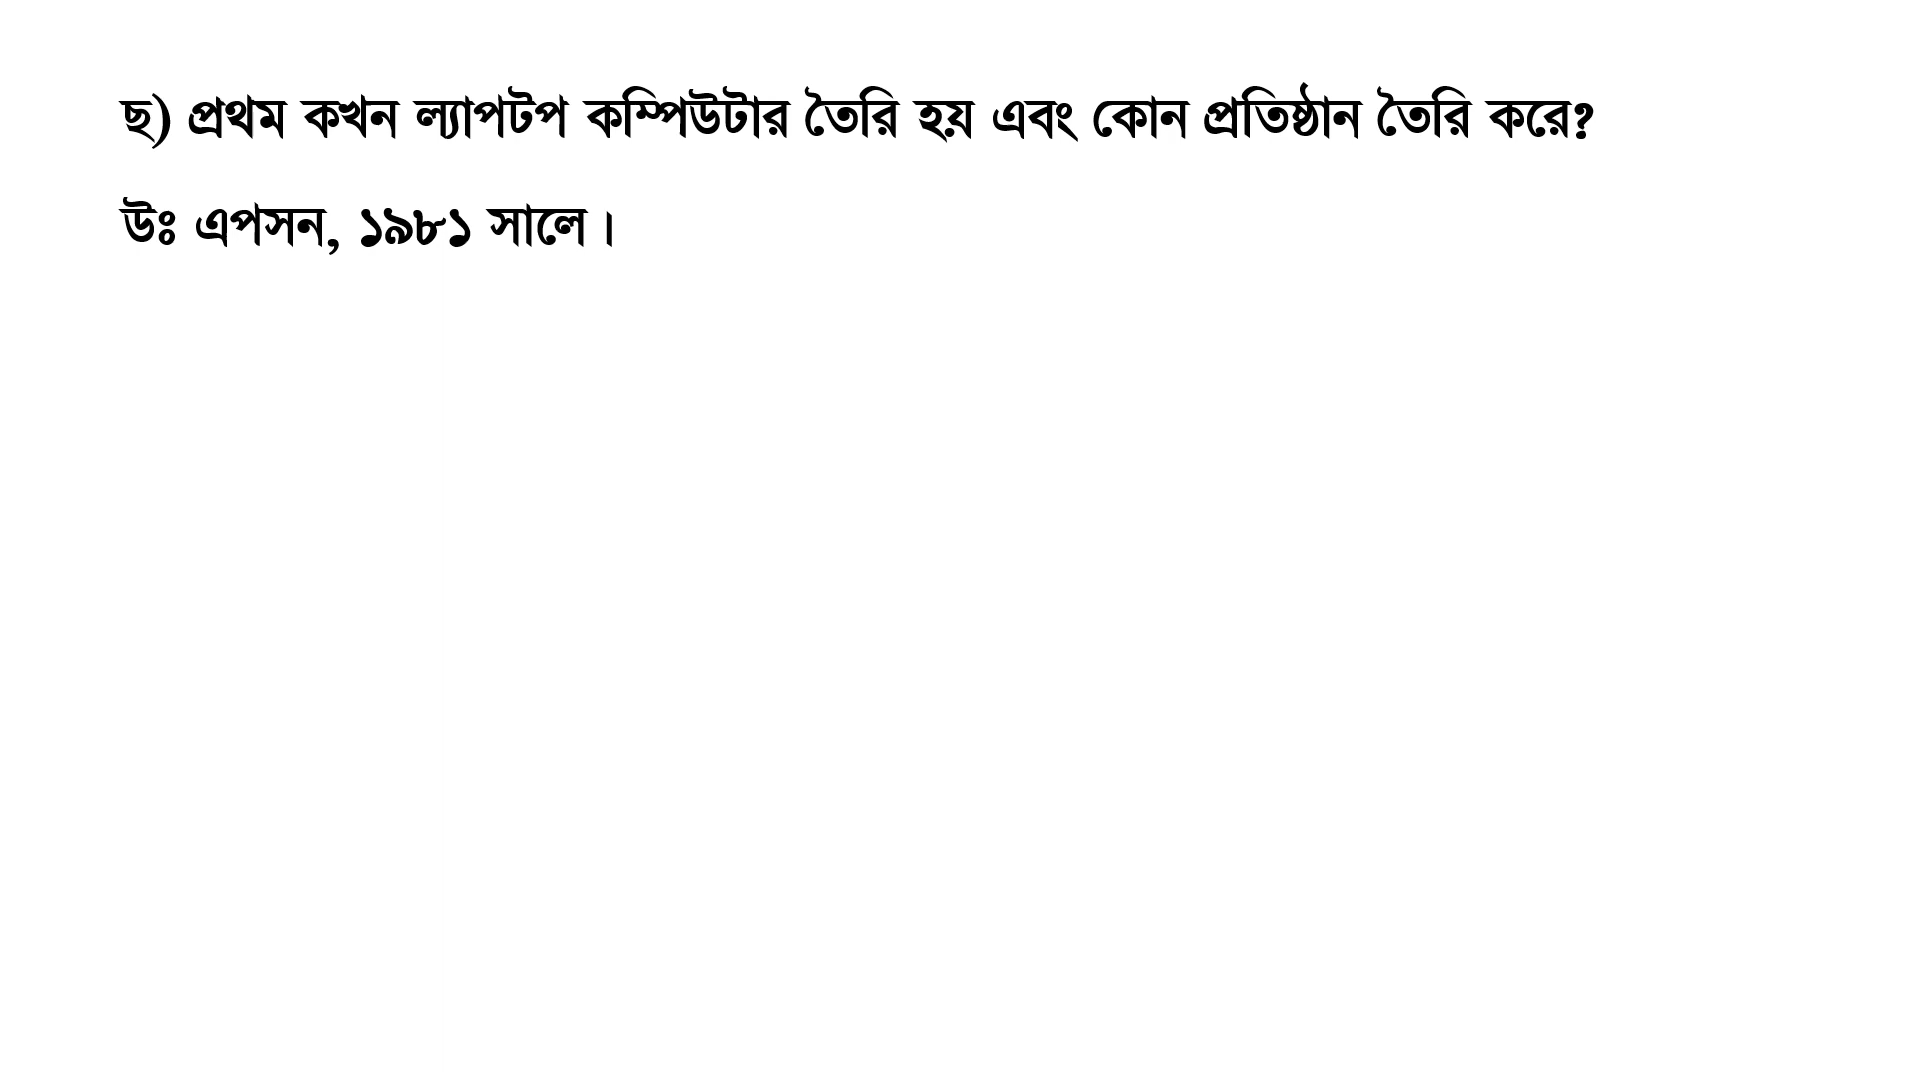 ছ) প্রথম কখন ল্যাপটপ কম্পিউটার তৈরি হয় এবং কোন প্রতিষ্ঠান তৈরি করে?
উঃ এপসন, ১৯৮১ সালে।